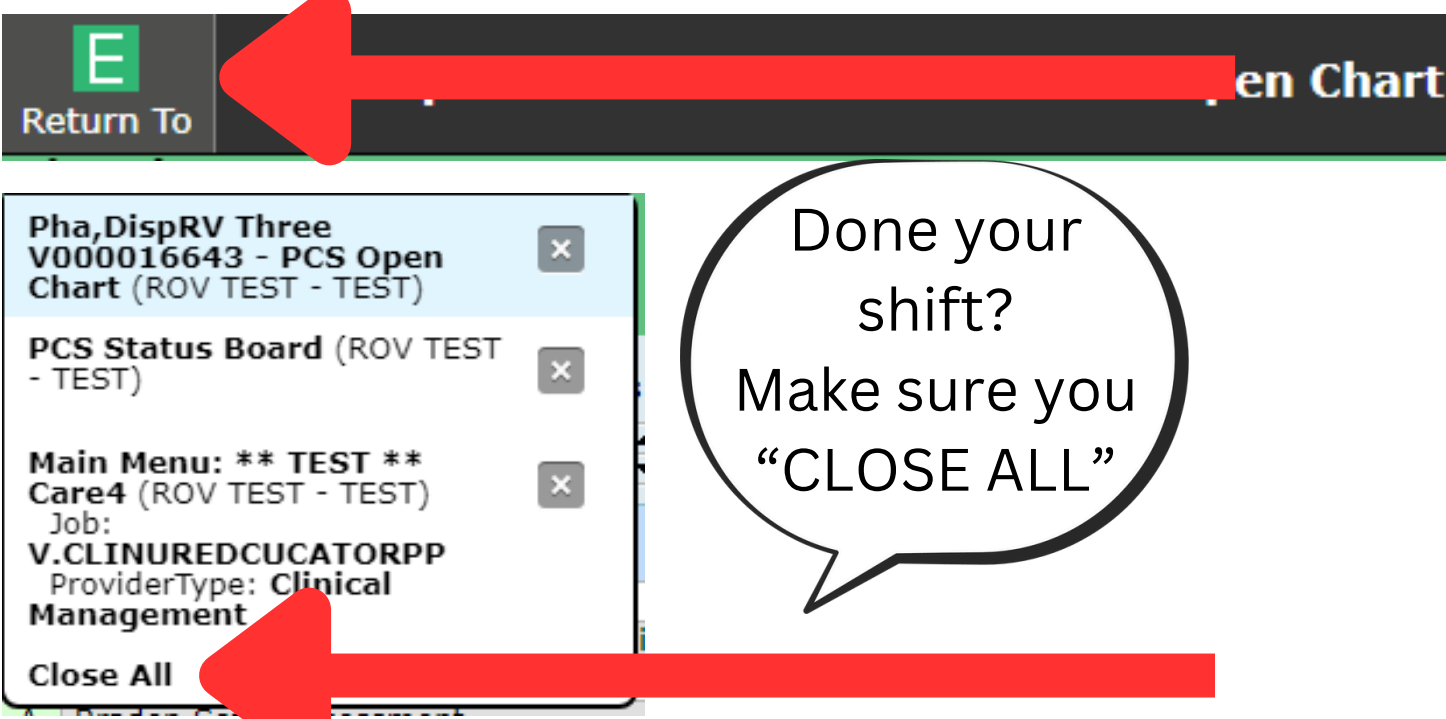 E
Return To
en Chart
Pha,DispRV Three
V000016643 - PCS Open
Chart (ROV TEST - TEST)
PCS Status Board (ROV TEST
- TEST)
Main Menu: ** TEST **
Care4 (ROV TEST - TEST)
Job:
V.CLINUREDCUCATORPP
ProviderType: Clinical
Management
Close All
Done your
shift?
Make sure you
“CLOSE ALL”